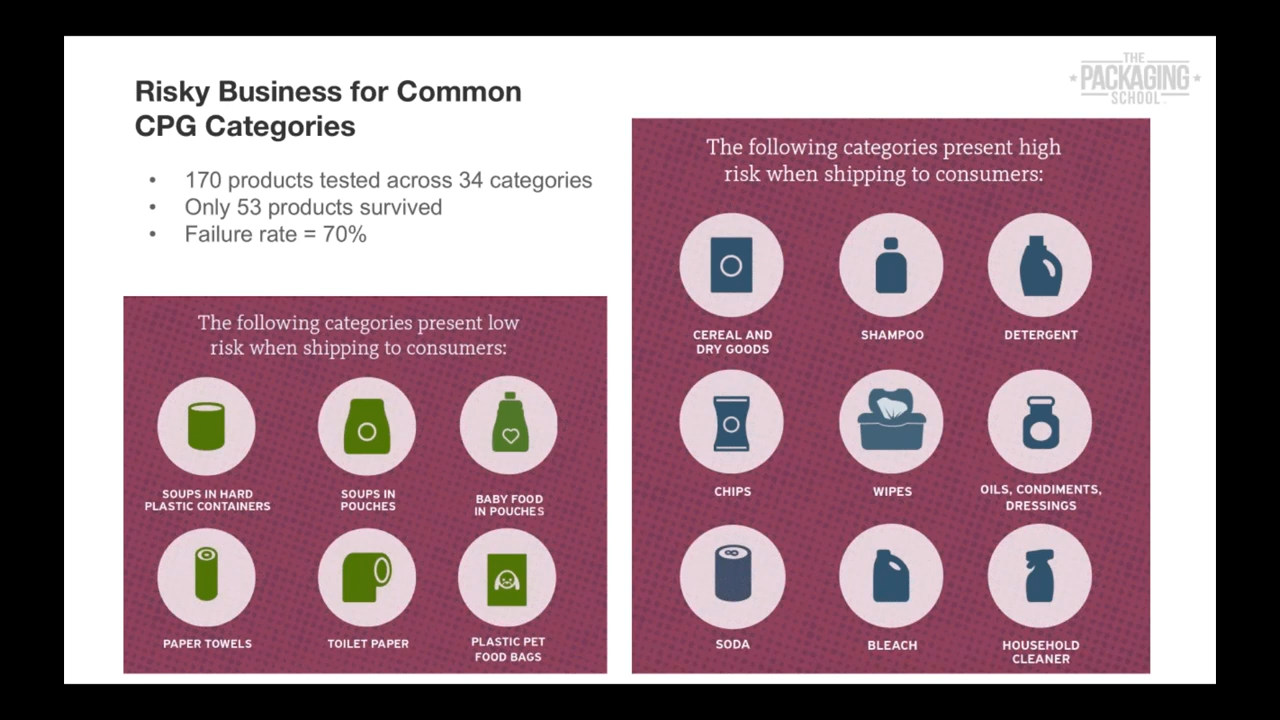 THE
PACKAGING
SCHOOL
Risky Business for Common
CPG Categories
• 170 products tested across 34 categories
• Only 53 products survived
• Failure rate = 70%
The following categories present low
risk when shipping to consumers:
SOUPS IN HARD
PLASTIC CONTAINERS
SOUPS IN
POUCHES
BABY FOOD
IN POUCHES
PAPER TOWELS
TOILET PAPER
PLASTIC PET
FOOD BAGS
The following categories present high
risk when shipping to consumers:
CEREAL AND
DRY GOODS
SHAMPOO
DETERGENT
CHIPS
WIPES
OILS, CONDIMENTS,
DRESSINGS
SODA
BLEACH
HOUSEHOLD
CLEANER